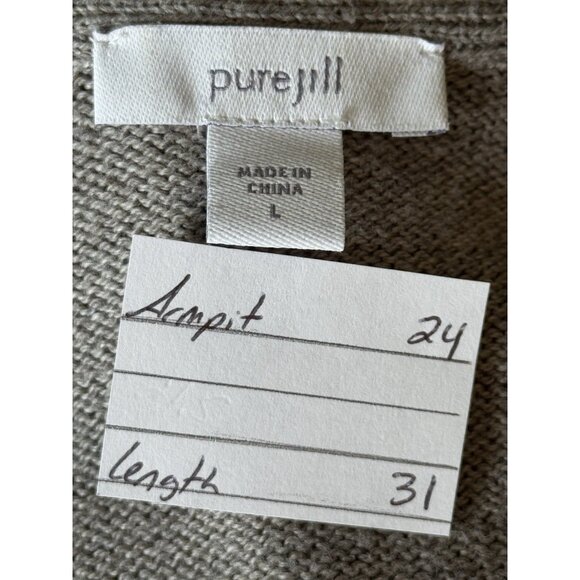 purejill
MADE IN
CHINA
L
Armpit 24
Length 31